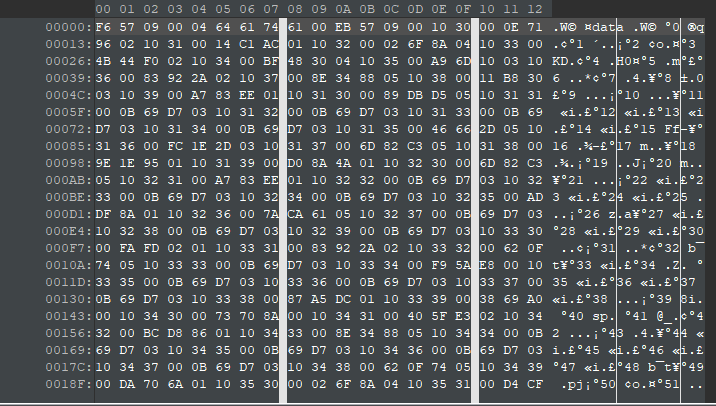 00 01 02 03 04 05 06 07 08 09 0A 0B 0C 0D 0E 0F 10 11 12
00000: F6 57 09 00 04 64 61 74 61 00 EB 57 09 00 10 30 00 0E 71 .W© ¤data .W© °0 ®q
00013: 96 02 10 31 00 14 C1 AC 01 10 32 00 02 6F 8A 04 10 33 00 .¢°1 ´..¡°2 ¢o.¤°3
00026: 4B 44 F0 02 10 34 00 BF 48 30 04 10 35 00 A9 6D 02 10 KD.¢°4 .H0¤°5 .m¢°
00039: 36 00 83 92 2A 02 10 37 00 8E 34 88 05 10 38 00 11 B8 30 6 ..*¢°7 .4.¥°8 ±.0
0004C: 03 10 39 00 A7 83 EE 01 10 31 30 00 89 DB D5 05 10 31 31 £°9 ...¡°10 ...¥°11
0005F: 00 0B 69 D7 03 10 31 32 00 0B 69 D7 03 10 31 33 00 0B 69 «i.£°12 «i.£°13 «i
00072: D7 03 10 31 34 00 0B 69 D7 03 10 31 35 00 46 66 2D 05 10 .£°14 «i.£°15 Ff-¥°
00085: 31 36 00 FC 1E 2D 03 10 31 37 00 6D 82 C3 05 10 31 38 00 16 .¾-£°17 m..¥°18
00098: 9E 1E 95 01 10 31 39 00 D0 8A 4A 01 10 32 30 00 6D 82 C3 .¾.¡°19 ..J¡°20 m..
000AB: 05 10 32 31 00 A7 83 EE 01 10 32 32 00 0B 69 D7 03 10 32 ¥°21 ...¡°22 «i.£°2
000BE: 33 00 0B 69 D7 03 10 32 34 00 0B 69 D7 03 10 32 35 00 AD 3 «i.£°24 «i.£°25 .
000D1: DF 8A 01 10 32 36 00 7A CA 61 05 10 32 37 00 0B 69 D7 03 ..¡°26 z.a¥°27 «i.£
000E4: 10 32 38 00 0B 69 D7 03 10 32 39 00 0B 69 D7 03 10 33 30 °28 «i.£°29 «i.£°30
000F7: 00 FA FD 02 01 10 33 31 00 83 92 2A 02 10 33 32 00 62 0F ..¢¡°31 ..*¢°32 b¯
0010A: 74 05 10 33 33 00 0B 69 D7 03 10 33 34 00 F9 5A E8 00 10 t¥°33 «i.£°34 .Z. °
0011D: 33 35 00 0B 69 D7 03 10 33 36 00 0B 69 D7 03 10 33 37 00 35 «i.£°36 «i.£°37
00130: 0B 69 D7 03 10 33 38 00 87 A5 DC 01 10 33 39 00 38 69 A0 «i.£°38 ...¡°39 8i.
00143: 00 10 34 30 00 73 70 8A 00 10 34 31 00 40 5F E3 02 10 34 °40 sp. °41 @_.¢°4
00156: 32 00 BC D8 86 01 10 34 33 00 8E 34 88 05 10 34 34 00 0B 2 ...¡°43 .4.¥°44 «
00169: 69 D7 03 10 34 35 00 0B 69 D7 03 10 34 36 00 0B 69 D7 03 i.£°45 «i.£°46 «i.£
0017C: 10 34 37 00 0B 69 D7 03 10 34 38 00 62 0F 74 05 10 34 39 °47 «i.£°48 b¯t¥°49
0018F: 00 DA 70 6A 01 10 35 30 00 02 6F 8A 04 10 35 31 00 D4 CF .pj¡°50 ¢o.¤°51 ..